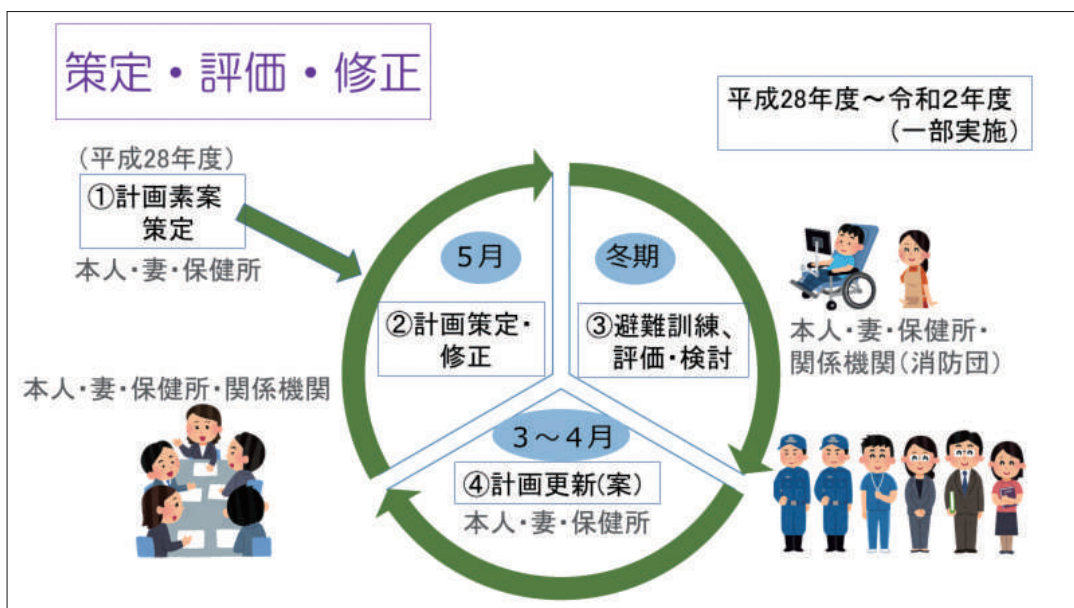 策定・評価・修正
平成28年度～令和2年度
(一部実施)
(平成28年度)
①計画素案
策定
本人・妻・保健所
5月
②計画策定・
修正
本人・妻・保健所・関係機関
冬期
③避難訓練、
評価・検討
本人・妻・保健所・
関係機関(消防団)
3～4月
④計画更新(案)
本人・妻・保健所